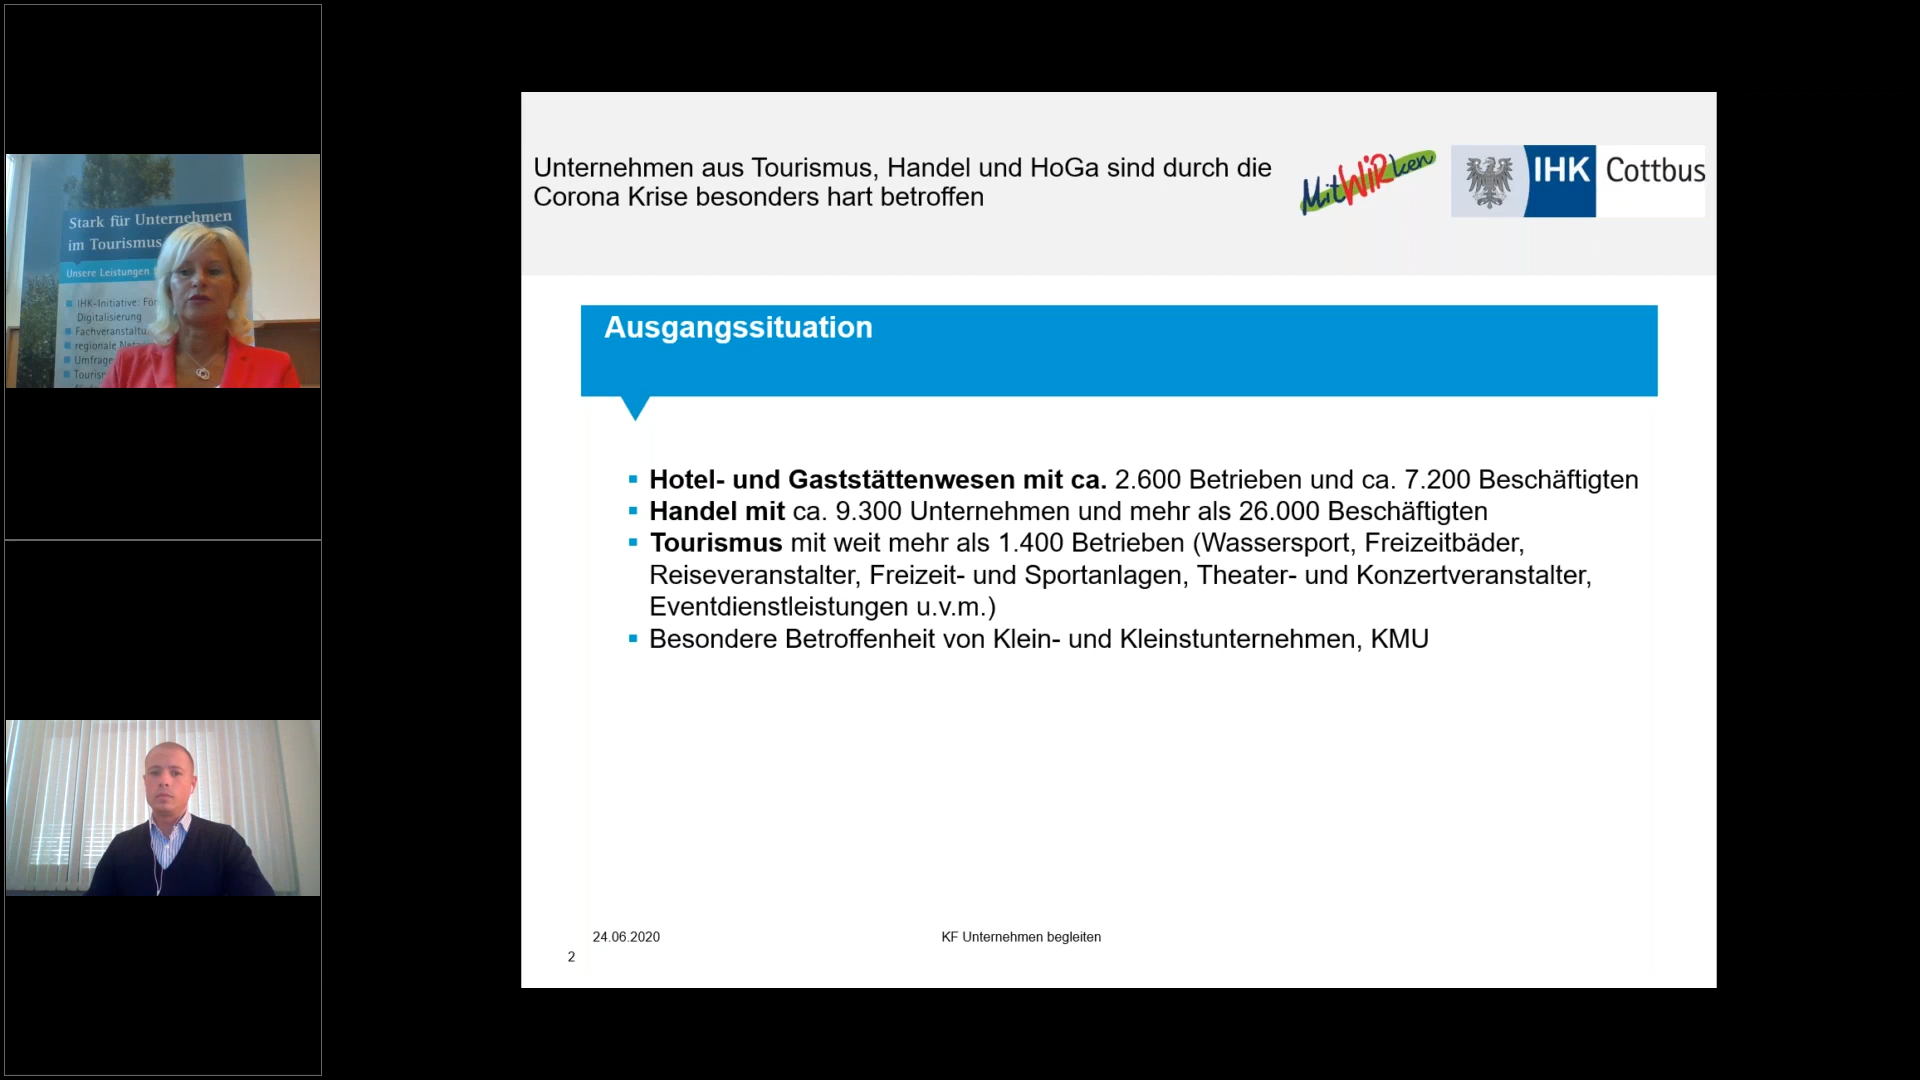 Stark für Unternehmen
im Tourismus
Unsere Leistungen
IHK-Initiative:
Digitalisierung
regionale
Umfrage
Unternehmen aus Tourismus, Handel und HoGa sind durch die
Corona Krise besonders hart betroffen
MitWiRken
IHK Cottbus
Ausgangssituation
▪ Hotel- und Gaststättenwesen mit ca. 2.600 Betrieben und ca. 7.200 Beschäftigten
▪ Handel mit ca. 9.300 Unternehmen und mehr als 26.000 Beschäftigten
▪ Tourismus mit weit mehr als 1.400 Betrieben (Wassersport, Freizeitbäder,
Reiseveranstalter, Freizeit- und Sportanlagen, Theater- und Konzertveranstalter,
Eventdienstleistungen u.v.m.)
▪ Besondere Betroffenheit von Klein- und Kleinstunternehmen, KMU
24.06.2020 KF Unternehmen begleiten
2